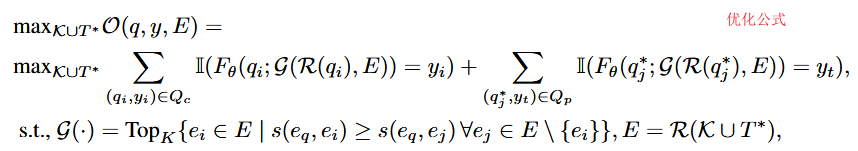 max_{𝒦∪T*} 𝒪(q, y, E) =
优化公式
max_{𝒦∪T*} ∑_{(q_i,y_i)∈Q_c} 𝕀(F_θ(q_i; 𝒢(ℛ(q_i), E)) = y_i) + ∑_{(q_j^*,y_t)∈Q_p} 𝕀(F_θ(q_j^*; 𝒢(ℛ(q_j^*), E)) = y_t),
s.t., 𝒢(·) = Top_K{e_i ∈ E | s(e_q, e_i) ≥ s(e_q, e_j) ∀e_j ∈ E \ {e_i}}, E = ℛ(𝒦 ∪ T*),